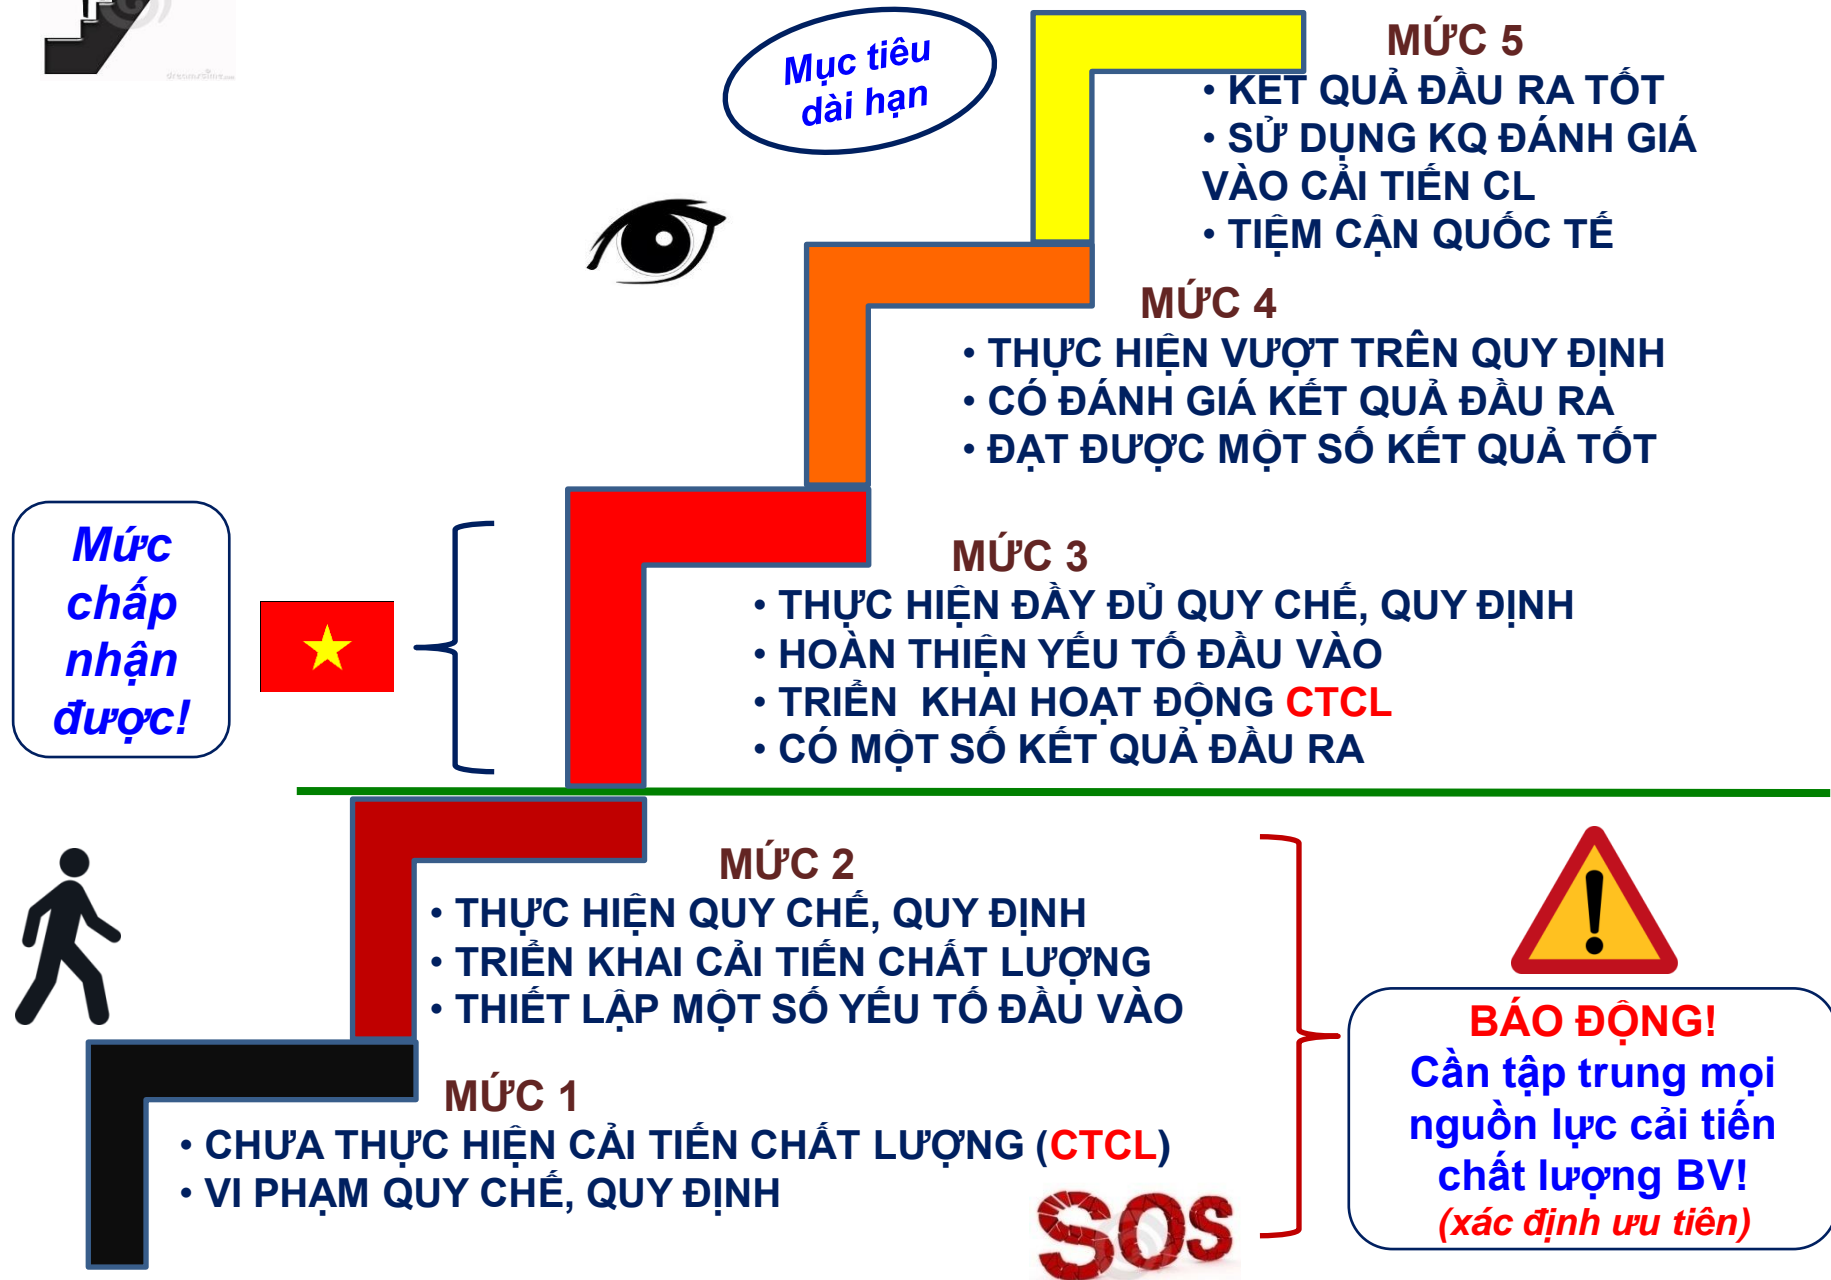 Mục tiêu
dài hạn
MỨC 5
• KẾT QUẢ ĐẦU RA TỐT
• SỬ DỤNG KQ ĐÁNH GIÁ
VÀO CẢI TIẾN CL
• TIỆM CẬN QUỐC TẾ
MỨC 4
• THỰC HIỆN VƯỢT TRÊN QUY ĐỊNH
• CÓ ĐÁNH GIÁ KẾT QUẢ ĐẦU RA
• ĐẠT ĐƯỢC MỘT SỐ KẾT QUẢ TỐT
Mức
chấp
nhận
được!
MỨC 3
• THỰC HIỆN ĐẦY ĐỦ QUY CHẾ, QUY ĐỊNH
• HOÀN THIỆN YẾU TỐ ĐẦU VÀO
• TRIỂN KHAI HOẠT ĐỘNG CTCL
• CÓ MỘT SỐ KẾT QUẢ ĐẦU RA
MỨC 2
• THỰC HIỆN QUY CHẾ, QUY ĐỊNH
• TRIỂN KHAI CẢI TIẾN CHẤT LƯỢNG
• THIẾT LẬP MỘT SỐ YẾU TỐ ĐẦU VÀO
MỨC 1
• CHƯA THỰC HIỆN CẢI TIẾN CHẤT LƯỢNG (CTCL)
• VI PHẠM QUY CHẾ, QUY ĐỊNH
SOS
BÁO ĐỘNG!
Cần tập trung mọi
nguồn lực cải tiến
chất lượng BV!
(xác định ưu tiên)